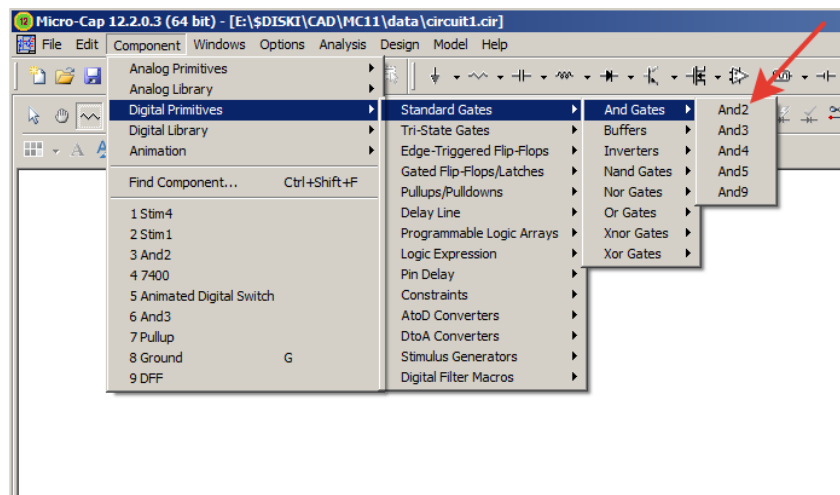 12 Micro-Cap 12.2.0.3 (64 bit) - [E:\$DISKI\CAD\MC11\data\circuit1.cir]
File Edit Component Windows Options Analysis Design Model Help
Analog Primitives
Analog Library
Digital Primitives
Digital Library
Animation
Find Component... Ctrl+Shift+F
1 Stim4
2 Stim1
3 And2
4 7400
5 Animated Digital Switch
6 And3
7 Pullup
8 Ground G
9 DFF
Standard Gates
Tri-State Gates
Edge-Triggered Flip-Flops
Gated Flip-Flops/Latches
Pullups/Pulldowns
Delay Line
Programmable Logic Arrays
Logic Expression
Pin Delay
Constraints
AtoD Converters
DtoA Converters
Stimulus Generators
Digital Filter Macros
And Gates
Buffers
Inverters
Nand Gates
Nor Gates
Or Gates
Xnor Gates
Xor Gates
And2
And3
And4
And5
And9